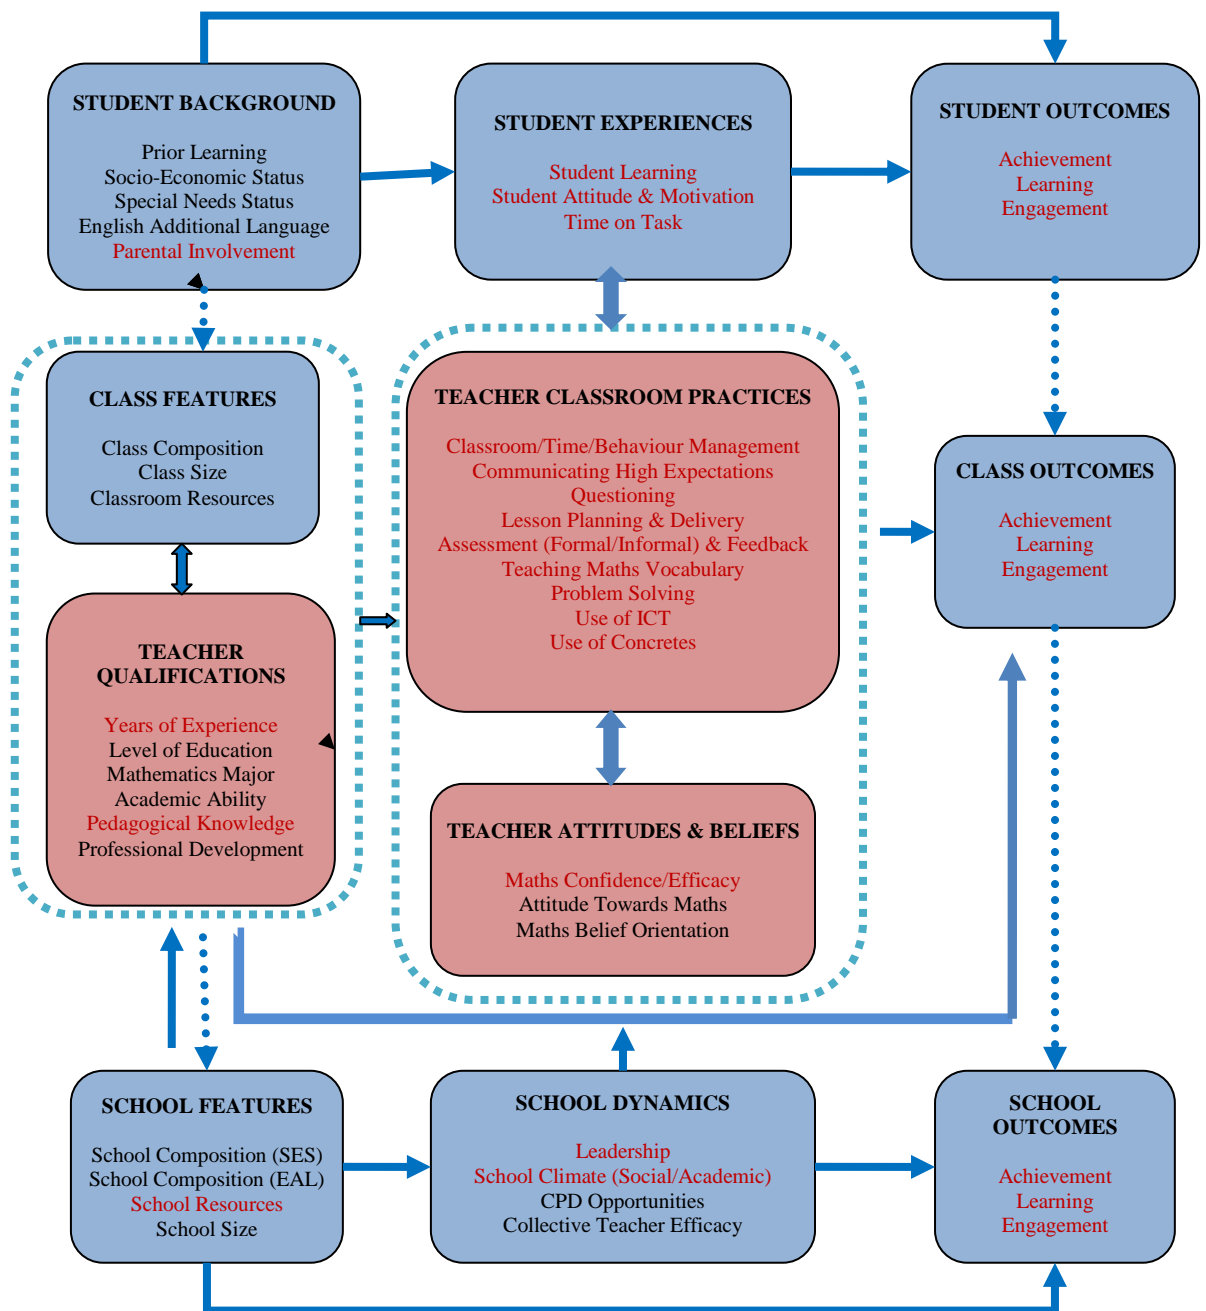 STUDENT BACKGROUND
Prior Learning
Socio-Economic Status
Special Needs Status
English Additional Language
Parental Involvement
STUDENT EXPERIENCES
Student Learning
Student Attitude & Motivation
Time on Task
STUDENT OUTCOMES
Achievement
Learning
Engagement
CLASS FEATURES
Class Composition
Class Size
Classroom Resources
TEACHER CLASSROOM PRACTICES
Classroom/Time/Behaviour Management
Communicating High Expectations
Questioning
Lesson Planning & Delivery
Assessment (Formal/Informal) & Feedback
Teaching Maths Vocabulary
Problem Solving
Use of ICT
Use of Concretes
CLASS OUTCOMES
Achievement
Learning
Engagement
TEACHER
QUALIFICATIONS
Years of Experience
Level of Education
Mathematics Major
Academic Ability
Pedagogical Knowledge
Professional Development
TEACHER ATTITUDES & BELIEFS
Maths Confidence/Efficacy
Attitude Towards Maths
Maths Belief Orientation
SCHOOL FEATURES
School Composition (SES)
School Composition (EAL)
School Resources
School Size
SCHOOL DYNAMICS
Leadership
School Climate (Social/Academic)
CPD Opportunities
Collective Teacher Efficacy
SCHOOL
OUTCOMES
Achievement
Learning
Engagement